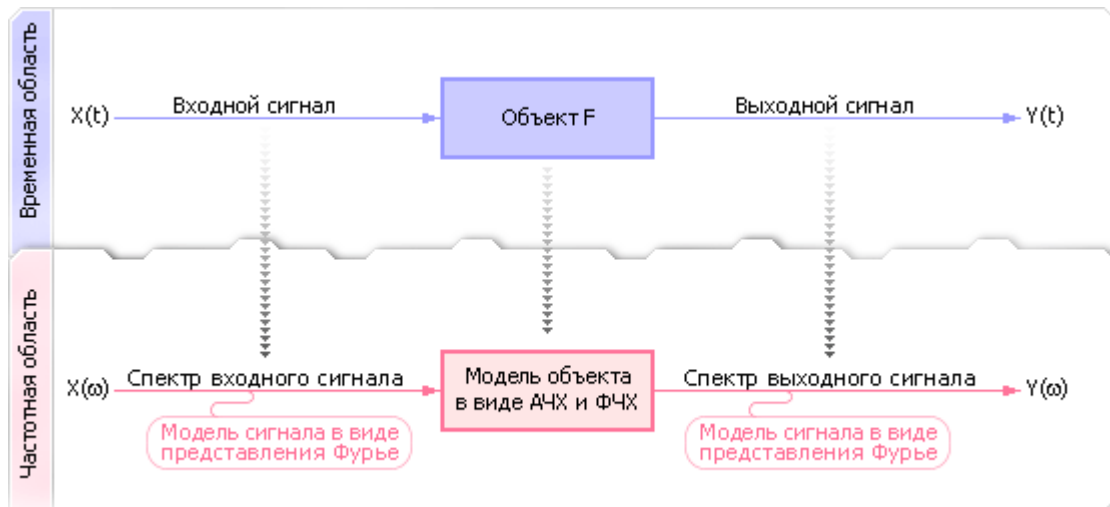 Временная область
X(t)
Входной сигнал
Объект F
Выходной сигнал
Y(t)
Частотная область
X(ω)
Спектр входного сигнала
Модель объекта
в виде АЧХ и ФЧХ
Спектр выходного сигнала
Y(ω)
Модель сигнала в виде
представления Фурье
Модель сигнала в виде
представления Фурье